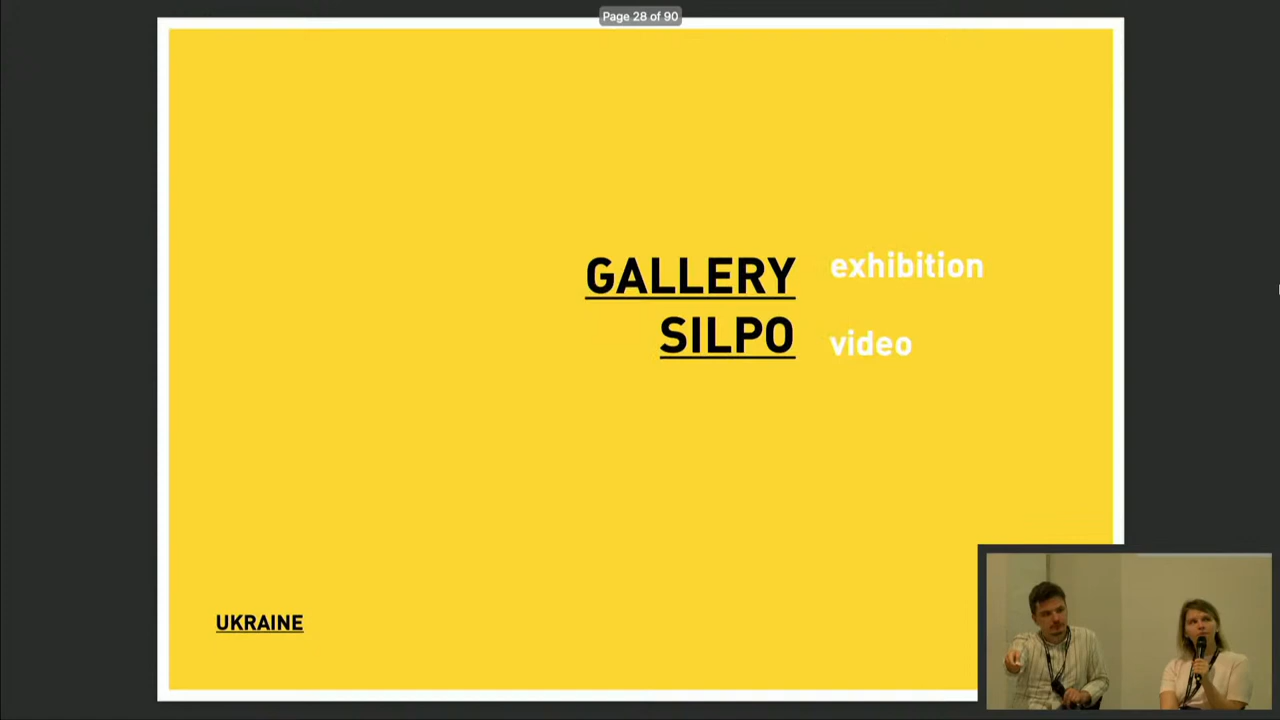 Page 28 of 90
GALLERY
SILPO
exhibition
video
UKRAINE